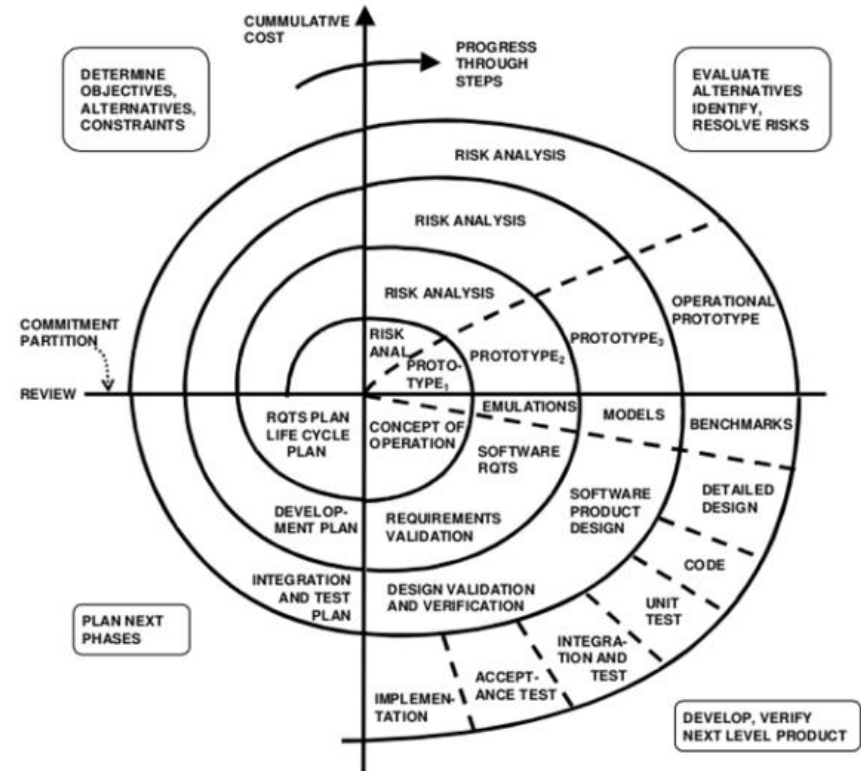 CUMMULATIVE
COST
PROGRESS
THROUGH
STEPS
DETERMINE
OBJECTIVES,
ALTERNATIVES,
CONSTRAINTS
EVALUATE
ALTERNATIVES
IDENTIFY,
RESOLVE RISKS
RISK ANALYSIS
RISK ANALYSIS
RISK ANALYSIS
RISK
ANAL.
PROTO-
TYPE1
PROTOTYPE2
PROTOTYPE3
OPERATIONAL
PROTOTYPE
COMMITMENT
PARTITION
REVIEW
EMULATIONS
MODELS
BENCHMARKS
RQTS PLAN
LIFE CYCLE
PLAN
CONCEPT OF
OPERATION
SOFTWARE
RQTS
SOFTWARE
PRODUCT
DESIGN
DETAILED
DESIGN
DEVELOP-
MENT PLAN
REQUIREMENTS
VALIDATION
CODE
INTEGRATION
AND TEST
PLAN
DESIGN VALIDATION
AND VERIFICATION
UNIT
TEST
PLAN NEXT
PHASES
INTEGRA-
TION AND
TEST
ACCEPT-
ANCE TEST
IMPLEMEN-
TATION
DEVELOP, VERIFY
NEXT LEVEL PRODUCT